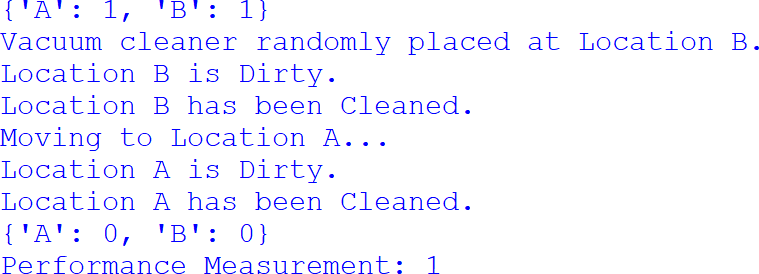 {'A': 1, 'B': 1}
Vacuum cleaner randomly placed at Location B.
Location B is Dirty.
Location B has been Cleaned.
Moving to Location A...
Location A is Dirty.
Location A has been Cleaned.
{'A': 0, 'B': 0}
Performance Measurement: 1